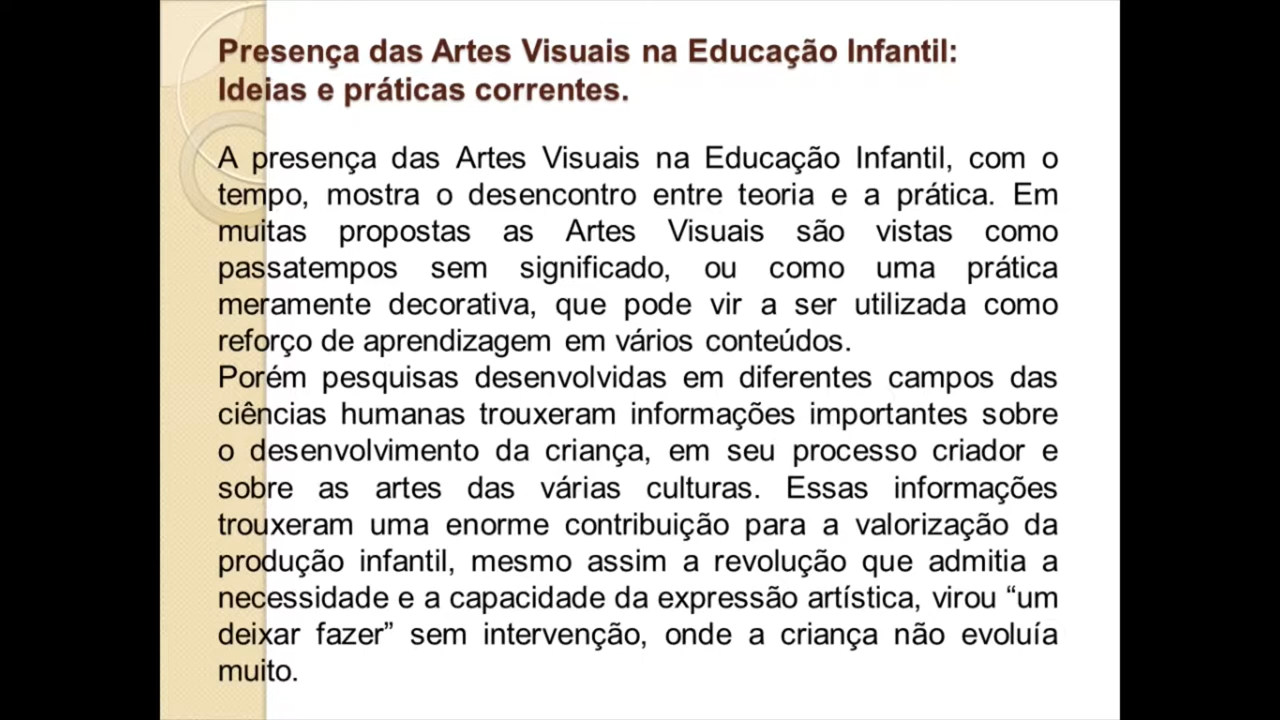 Presença das Artes Visuais na Educação Infantil:
Ideias e práticas correntes.
A presença das Artes Visuais na Educação Infantil, com o
tempo, mostra o desencontro entre teoria e a prática. Em
muitas propostas as Artes Visuais são vistas como
passatempos sem significado, ou como uma prática
meramente decorativa, que pode vir a ser utilizada como
reforço de aprendizagem em vários conteúdos.
Porém pesquisas desenvolvidas em diferentes campos das
ciências humanas trouxeram informações importantes sobre
o desenvolvimento da criança, em seu processo criador e
sobre as artes das várias culturas. Essas informações
trouxeram uma enorme contribuição para a valorização da
produção infantil, mesmo assim a revolução que admitia a
necessidade e a capacidade da expressão artística, virou “um
deixar fazer” sem intervenção, onde a criança não evoluía
muito.